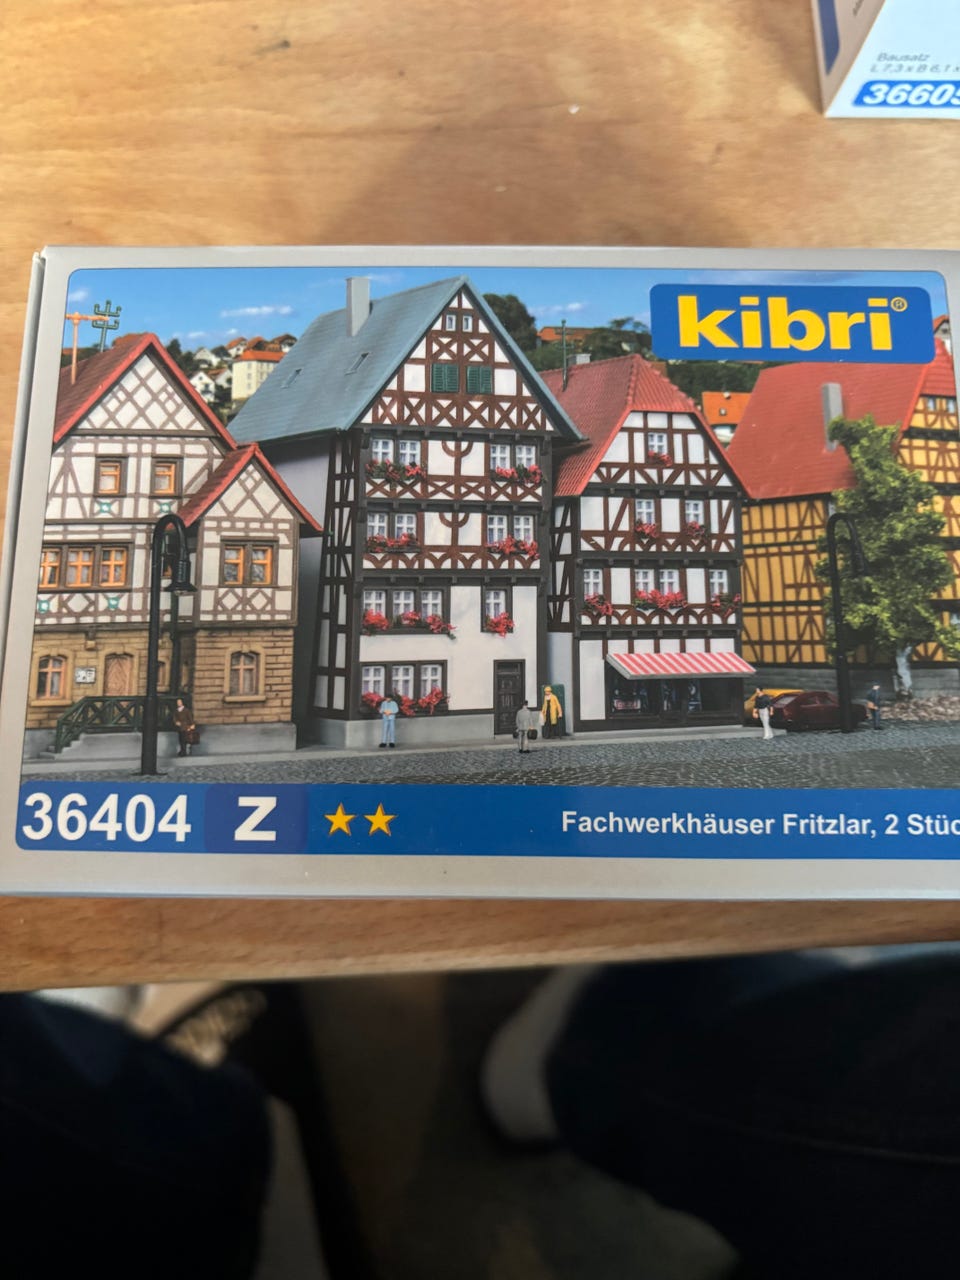 Bausatz
36605
kibri®
36404 Z
Fachwerkhäuser Fritzlar, 2 Stüc